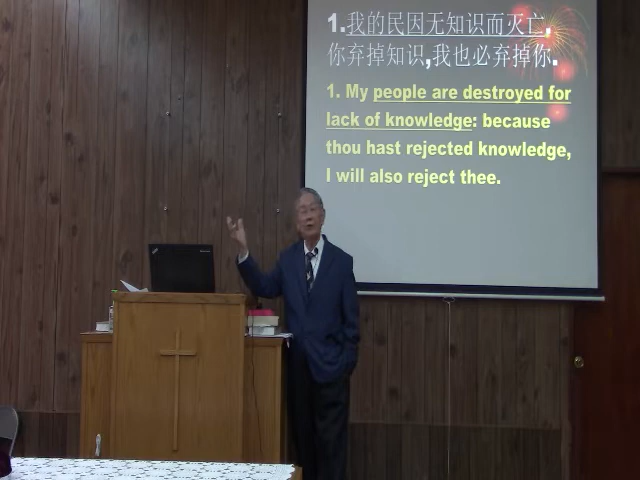 1.我的民因无知识而灭亡,
你弃掉知识,我也必弃掉你.
1. My people are destroyed for
lack of knowledge: because
thou hast rejected knowledge,
I will also reject thee.